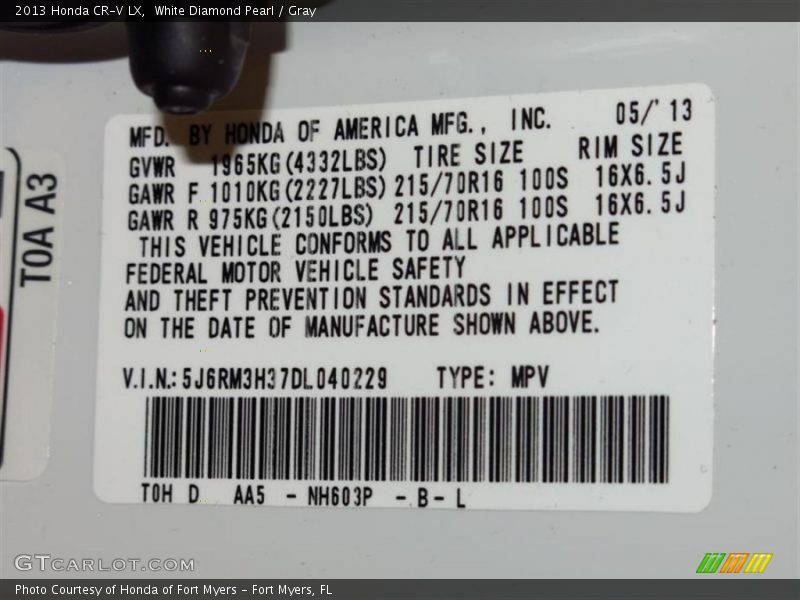 2013 Honda CR-V LX,  White Diamond Pearl / Gray
05/'13
MFD. BY HONDA OF AMERICA MFG., INC.
GVWR 1965KG(4332LBS) TIRE SIZE RIM SIZE
GAWR F 1010KG(2227LBS) 215/70R16 100S 16X6.5J
GAWR R 975KG(2150LBS) 215/70R16 100S 16X6.5J
THIS VEHICLE CONFORMS TO ALL APPLICABLE
FEDERAL MOTOR VEHICLE SAFETY
AND THEFT PREVENTION STANDARDS IN EFFECT
ON THE DATE OF MANUFACTURE SHOWN ABOVE.
V.I.N.: 5J6RM3H37DL040229 TYPE: MPV
T0H D AA5 - NH603P - B - L
T0A A3
GTCARLOT.COM
Photo Courtesy of Honda of Fort Myers - Fort Myers, FL